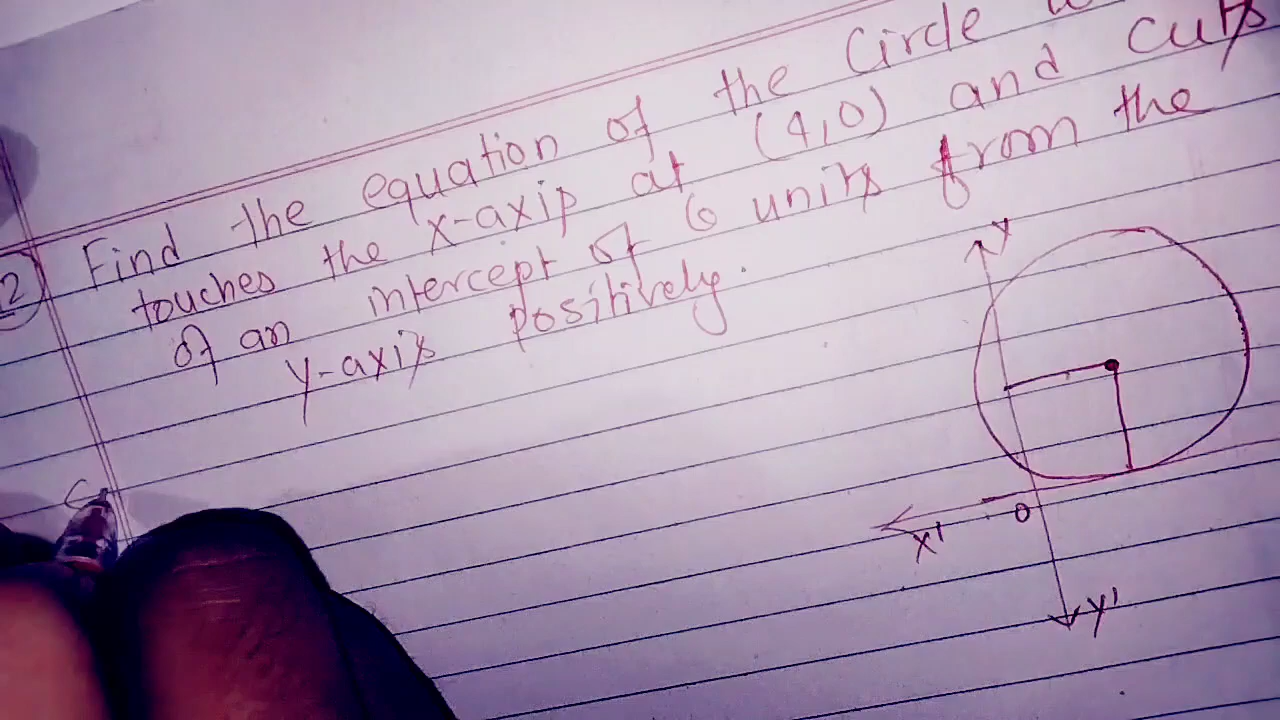 2 Find the equation of the Circle
touches the x-axis at (4,0) and cuts
of an intercept of 6 units from the
y-axis positively.
Y
O
X'
Y'